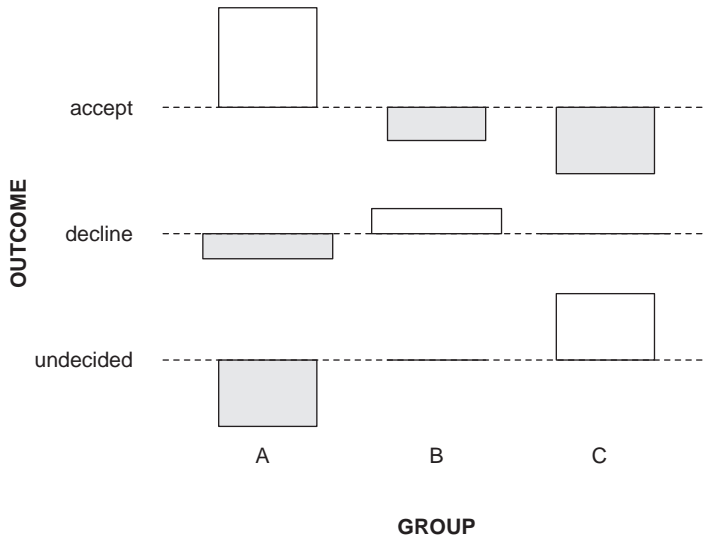 accept
decline
undecided
OUTCOME
A B C
GROUP